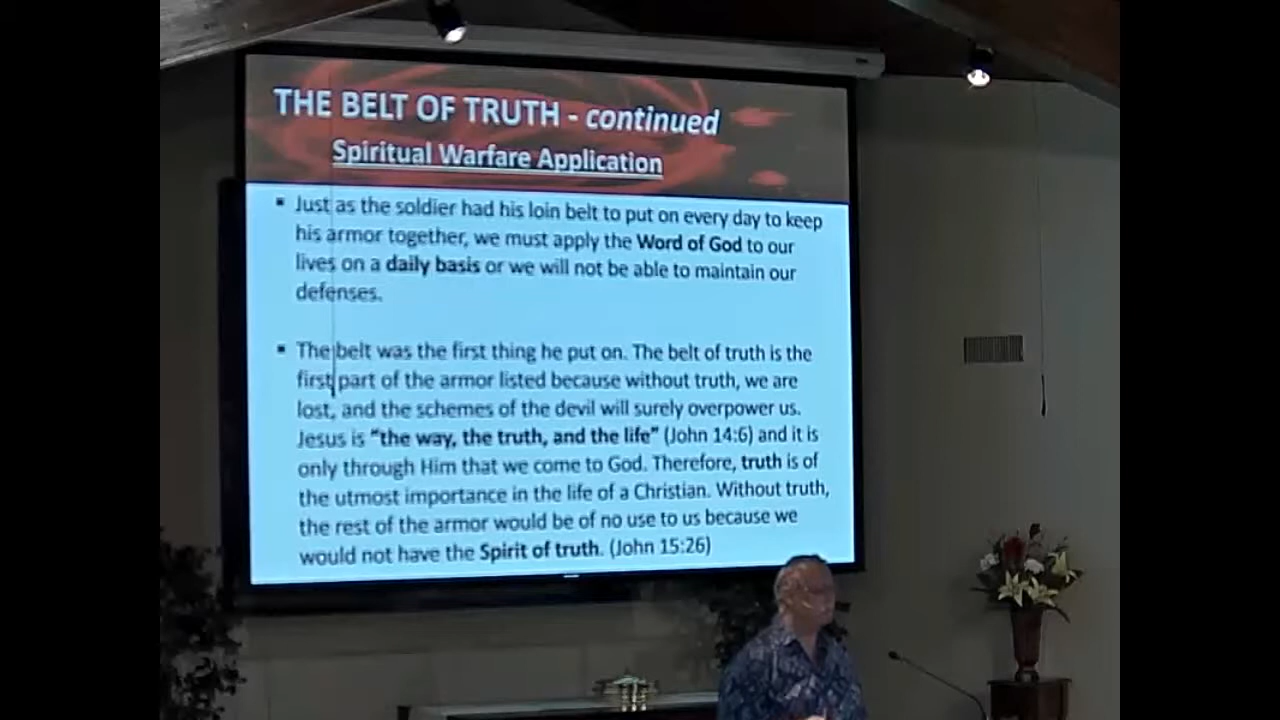 THE BELT OF TRUTH - continued
Spiritual Warfare Application
▪ Just as the soldier had his loin belt to put on every day to keep
his armor together, we must apply the Word of God to our
lives on a daily basis or we will not be able to maintain our
defenses.
▪ The belt was the first thing he put on. The belt of truth is the
first part of the armor listed because without truth, we are
lost, and the schemes of the devil will surely overpower us.
Jesus is "the way, the truth, and the life" (John 14:6) and it is
only through Him that we come to God. Therefore, truth is of
the utmost importance in the life of a Christian. Without truth,
the rest of the armor would be of no use to us because we
would not have the Spirit of truth. (John 15:26)